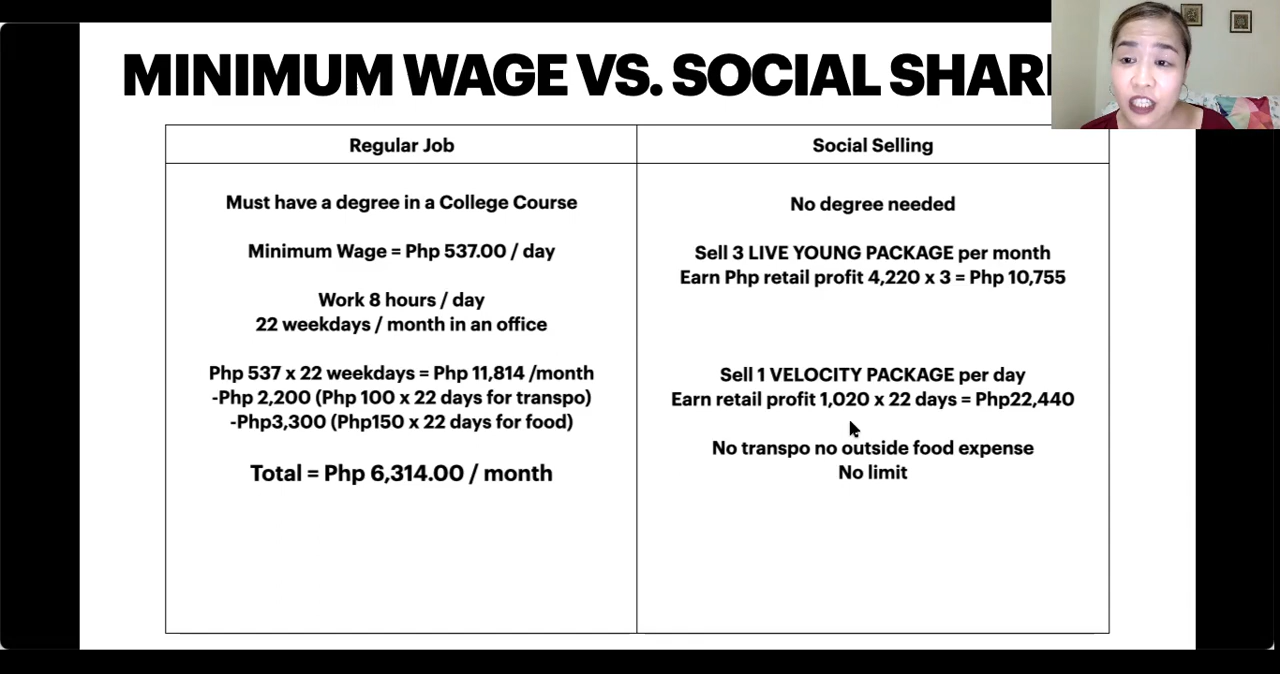 MINIMUM WAGE VS. SOCIAL
Regular Job
Must have a degree in a College Course
Minimum Wage = Php 537.00 / day
Work 8 hours / day
22 weekdays / month in an office
Php 537 x 22 weekdays = Php 11,814 /month
-Php 2,200 (Php 100 x 22 days for transpo)
-Php3,300 (Php150 x 22 days for food)
Total = Php 6,314.00 / month
Social Selling
No degree needed
Sell 3 LIVE YOUNG PACKAGE per month
Earn Php retail profit 4,220 x 3 = Php 10,755
Sell 1 VELOCITY PACKAGE per day
Earn retail profit 1,020 x 22 days = Php22,440
No transpo no outside food expense
No limit